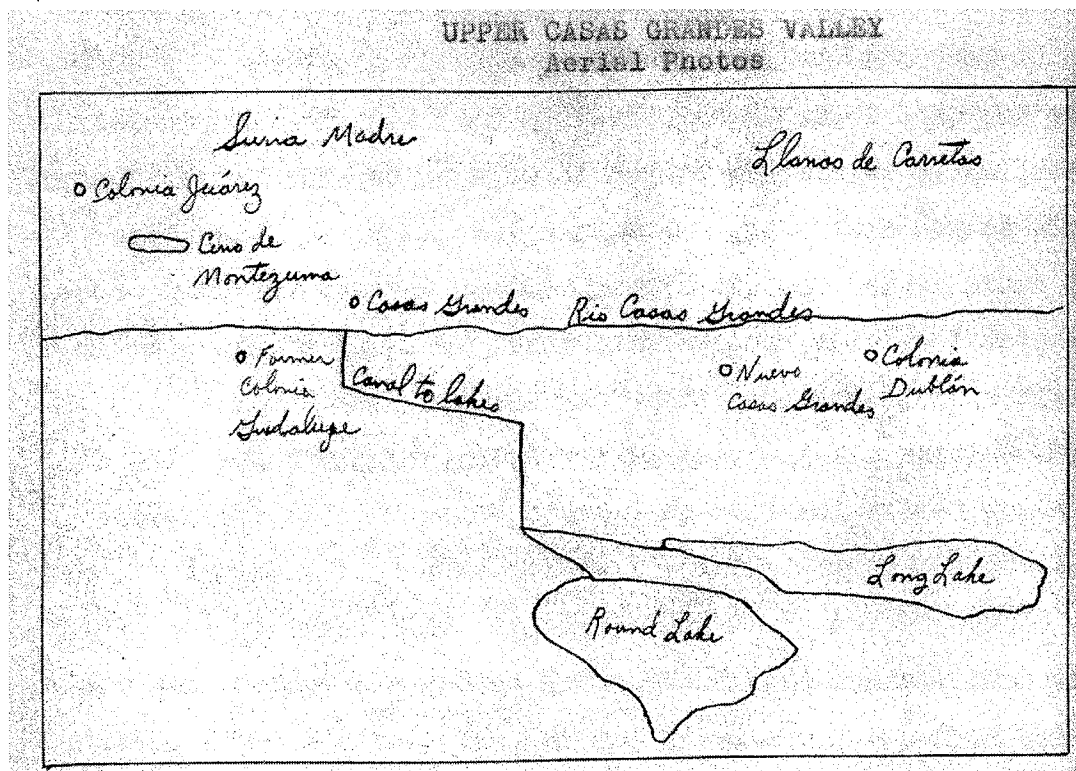 UPPER CASAS GRANDES VALLEY
Aerial Photos
Sierra Madre
Llanos de Carretas
Colonia Juárez
Cerro de
Montezuma
Casas Grandes
Rio Casas Grandes
Former
Colonia
Guadalupe
Canal to lakes
Nuevo
Casas Grandes
Colonia
Dublán
Long Lake
Round Lake